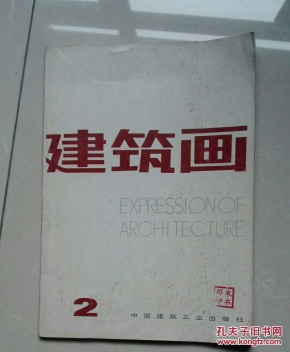 建筑画
EXPRESSION OF
ARCHITECTURE
2
中国建筑工业出版社
孔夫子旧书网